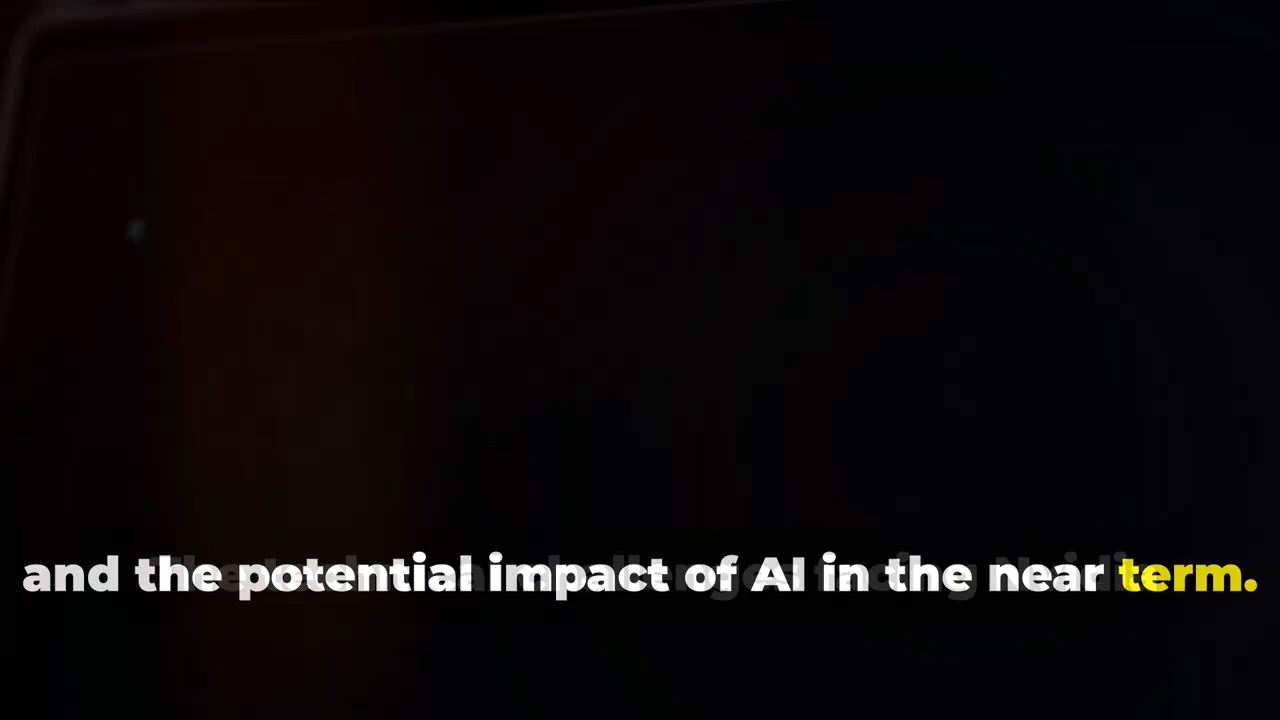 and the potential impact of AI in the near term.